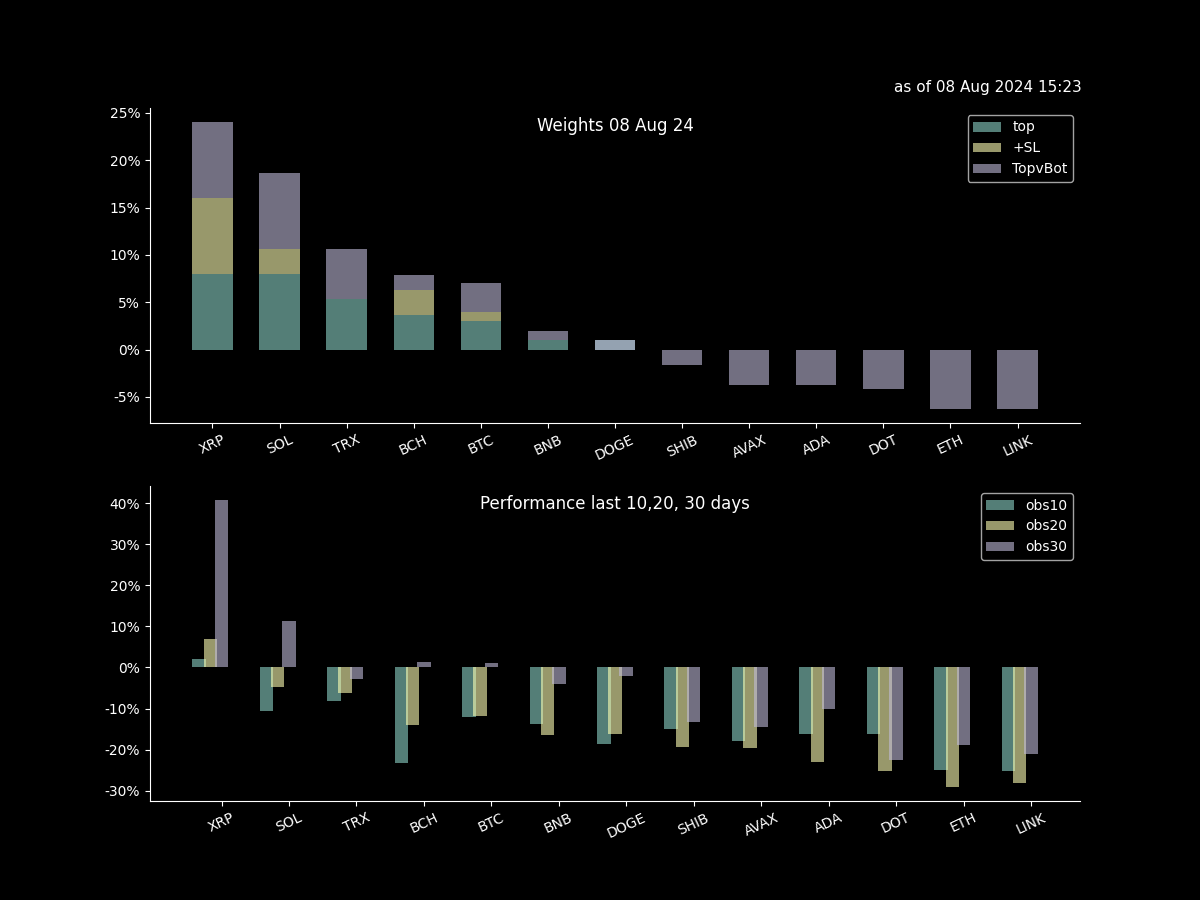 as of 08 Aug 2024 15:23
Weights 08 Aug 24
top
+SL
TopvBot
25%
20%
15%
10%
5%
0%
-5%
XRP SOL TRX BCH BTC BNB DOGE SHIB AVAX ADA DOT ETH LINK
Performance last 10,20, 30 days
obs10
obs20
obs30
40%
30%
20%
10%
0%
-10%
-20%
-30%
XRP SOL TRX BCH BTC BNB DOGE SHIB AVAX ADA DOT ETH LINK